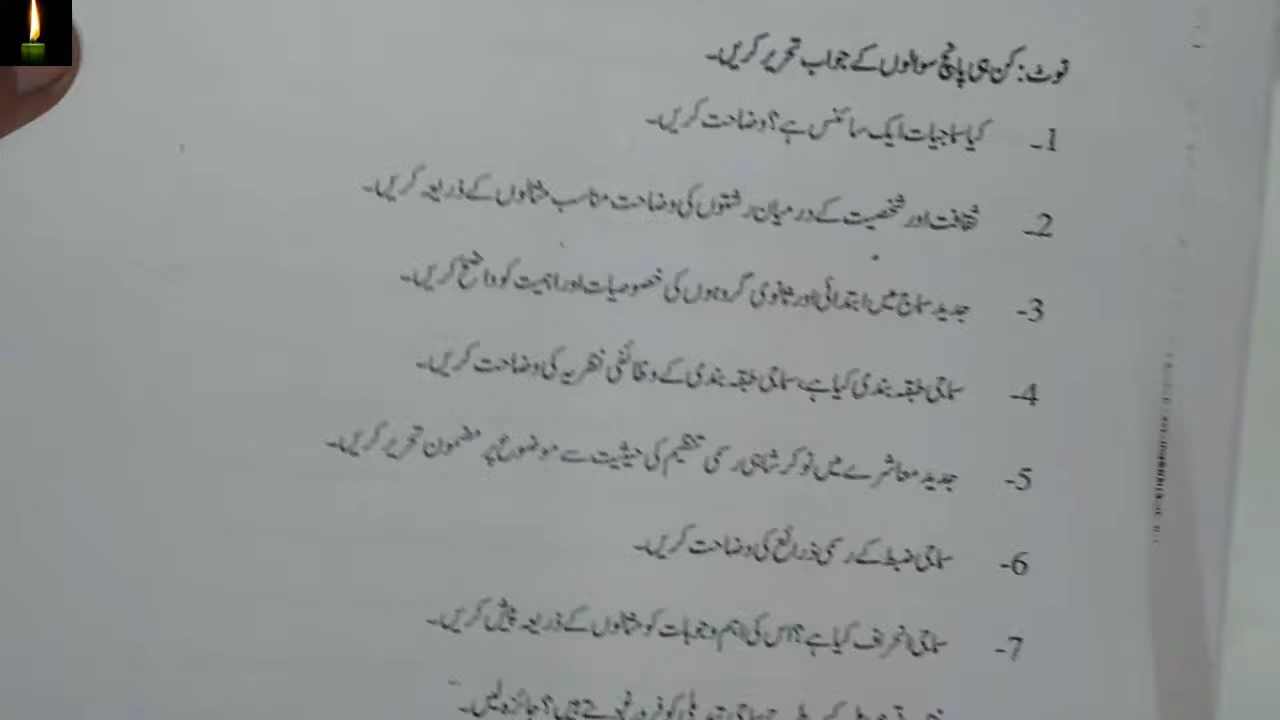 نوٹ: کن ہی پانچ سوالوں کے جواب تحریر کریں۔
1۔ کیا سماجیات ایک سائنس ہے؟ وضاحت کریں۔
2۔ ثقافت اور شخصیت کے درمیان رشتوں کی وضاحت مناسب مثالوں کے ذریعہ کریں۔
3- جدید سماج میں ابتدائی اور ثانوی گروہوں کی خصوصیات اور اہمیت کو واضح کریں۔
4- سماجی طبقہ بندی کیا ہے، سماجی طبقہ بندی کے وظائفی نظریہ کی وضاحت کریں۔
5- جدید معاشرے میں نوکر شاہی رسمی تنظیم کی حیثیت سے موضوع پر مضمون تحریر کریں۔
6- سماجی ضبط کے رسمی ذرائع کی وضاحت کریں۔
7- سماجی انحراف کیا ہے؟ اس کی اہم وجوہات کو مثالوں کے ذریعہ پیش کریں۔